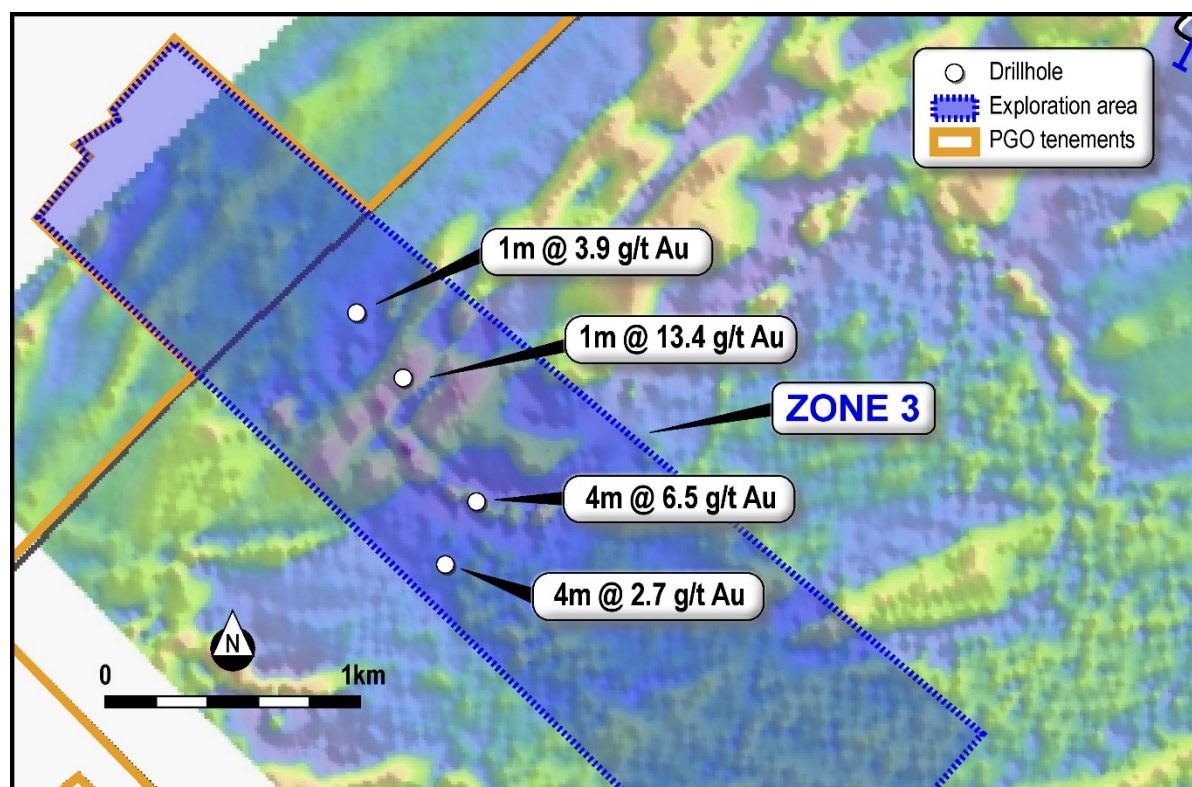 Drillhole
Exploration area
PGO tenements
1m @ 3.9 g/t Au
1m @ 13.4 g/t Au
ZONE 3
4m @ 6.5 g/t Au
4m @ 2.7 g/t Au
N
0 1km